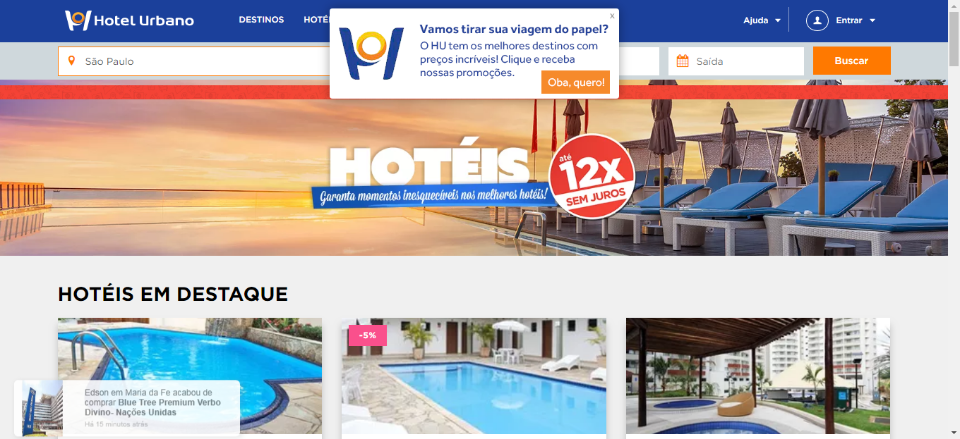 Hotel Urbano
DESTINOS
Ajuda
Entrar
x
Vamos tirar sua viagem do papel?
O HU tem os melhores destinos com
preços incríveis! Clique e receba
nossas promoções.
Oba, quero!
São Paulo
Saída
Buscar
HOTÉIS
Garanta momentos inesquecíveis nos melhores hotéis!
até
12x
SEM JUROS
HOTÉIS EM DESTAQUE
-5%
Edson em Maria da Fe acabou de
comprar Blue Tree Premium Verbo
Divino- Nações Unidas
Há 15 minutos atrás